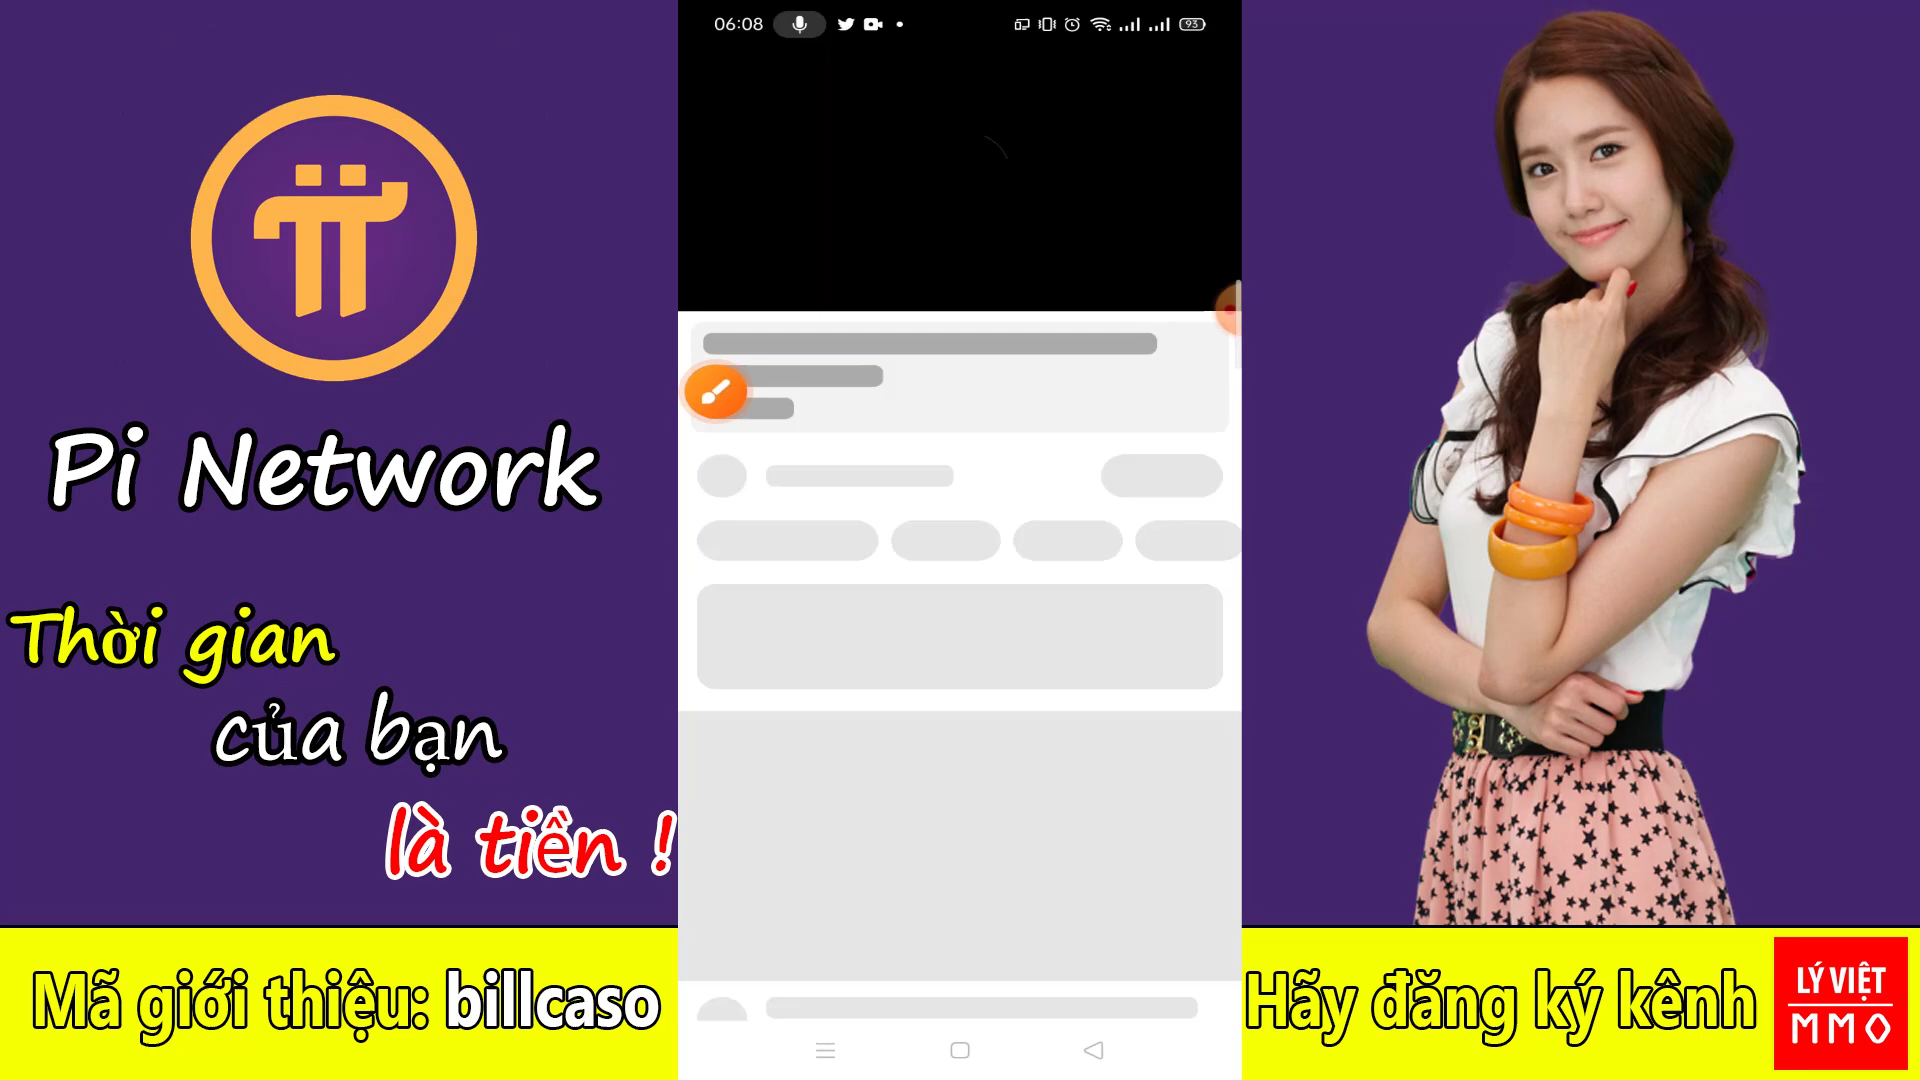 06:08
93
Pi Network
Thời gian
của bạn
là tiền !
Mã giới thiệu: billcaso
Hãy đăng ký kênh
LÝ VIỆT
MMO